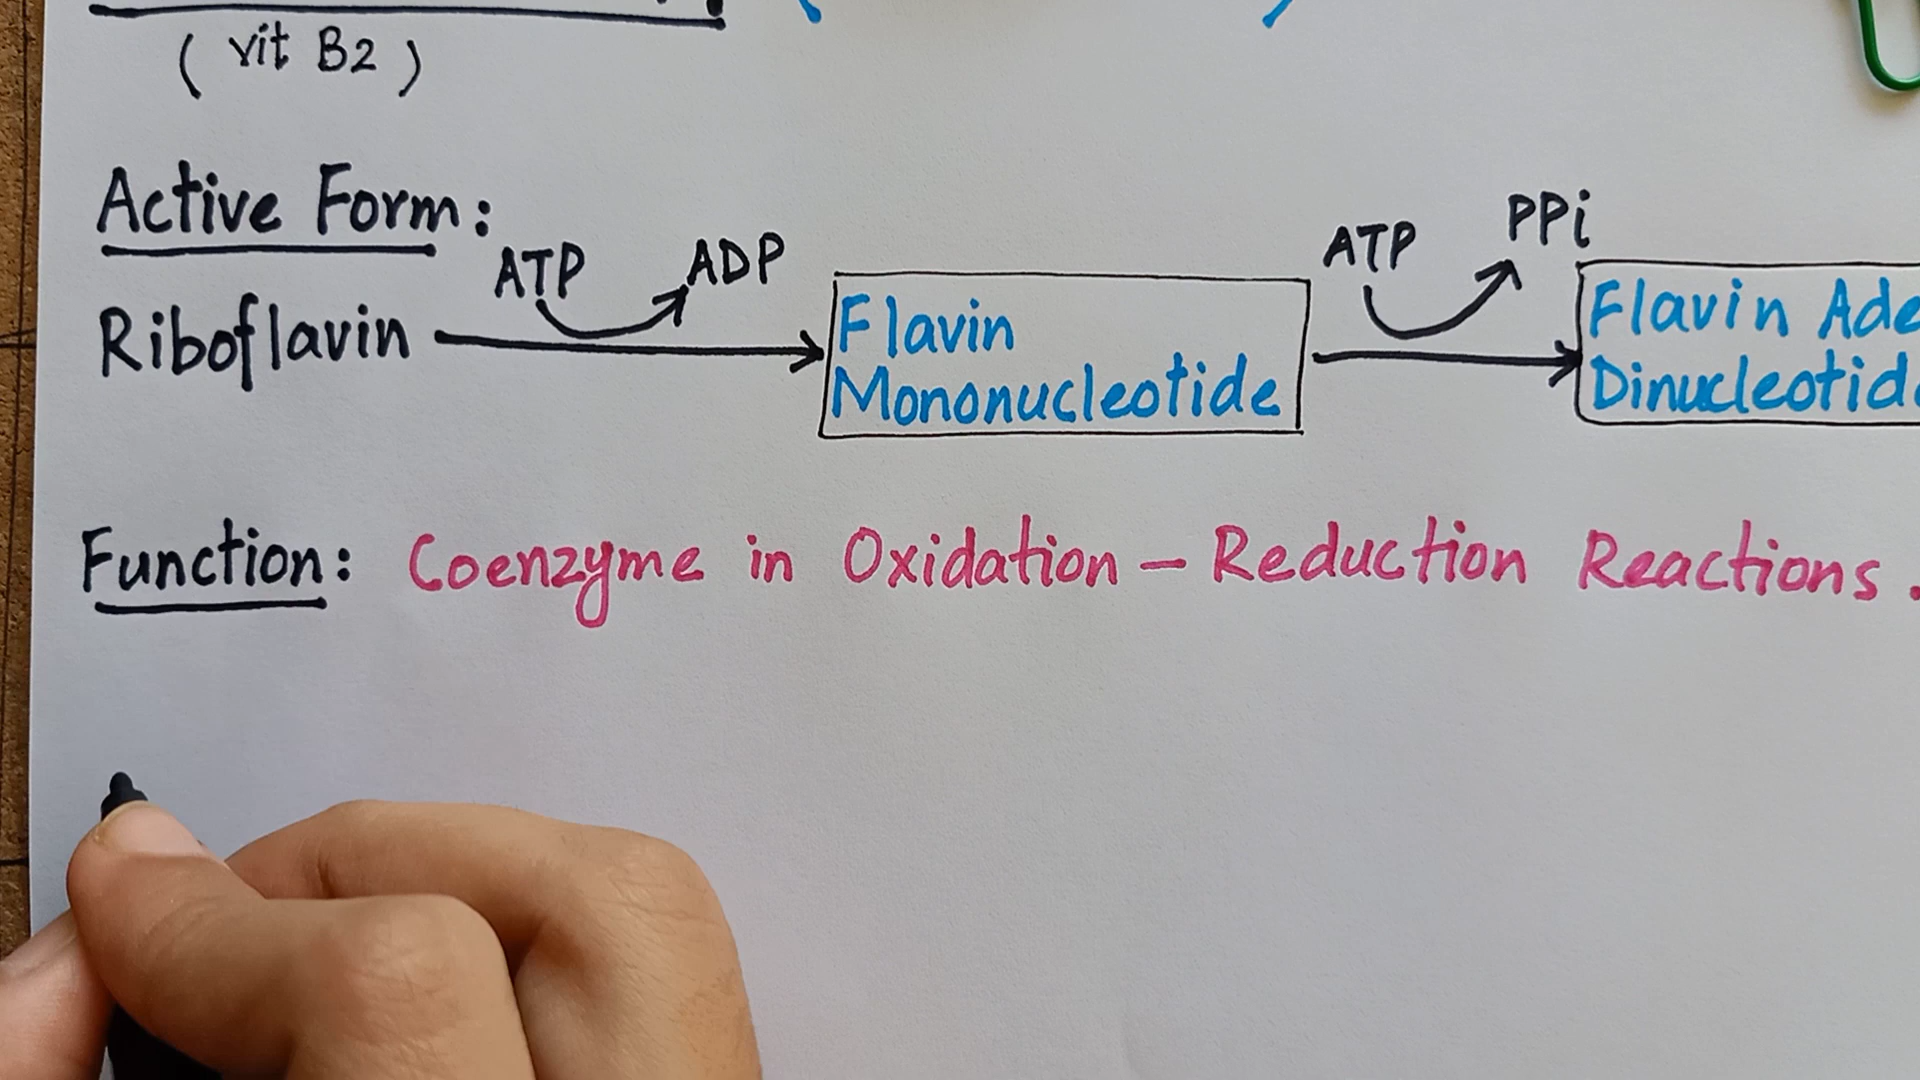 ( vit B2 )
Active Form:
ATP
ADP
Riboflavin
Flavin
Mononucleotide
ATP
PPi
Flavin
Function: Coenzyme in Oxidation – Reduction Reactions.